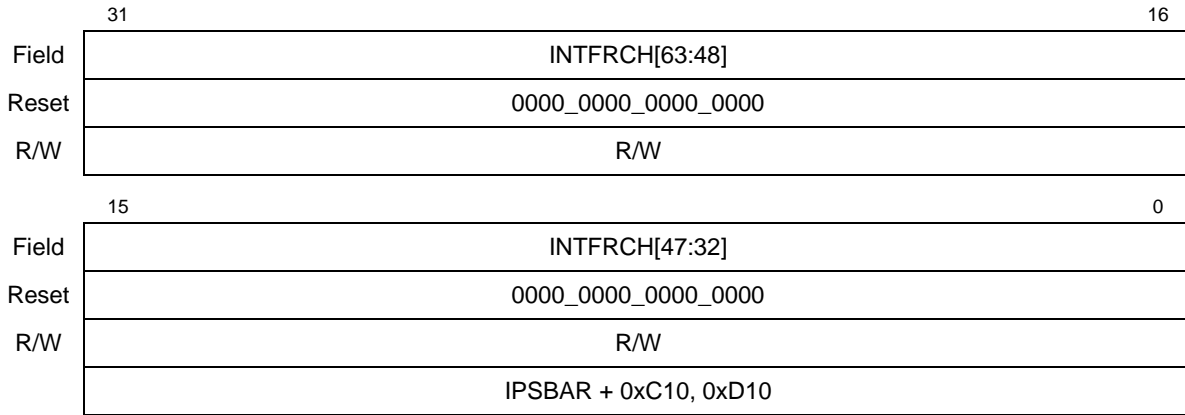 31 16
Field INTFRCH[63:48]
Reset 0000_0000_0000_0000
R/W R/W
15 0
Field INTFRCH[47:32]
Reset 0000_0000_0000_0000
R/W R/W
IPSBAR + 0xC10, 0xD10